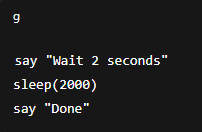 g
say "Wait 2 seconds"
sleep(2000)
say "Done"